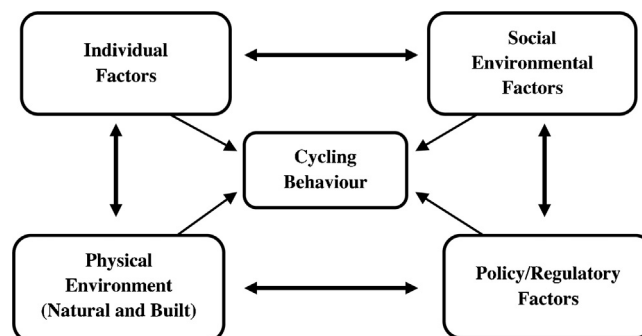 Individual
Factors
Social
Environmental
Factors
Cycling
Behaviour
Physical
Environment
(Natural and Built)
Policy/Regulatory
Factors